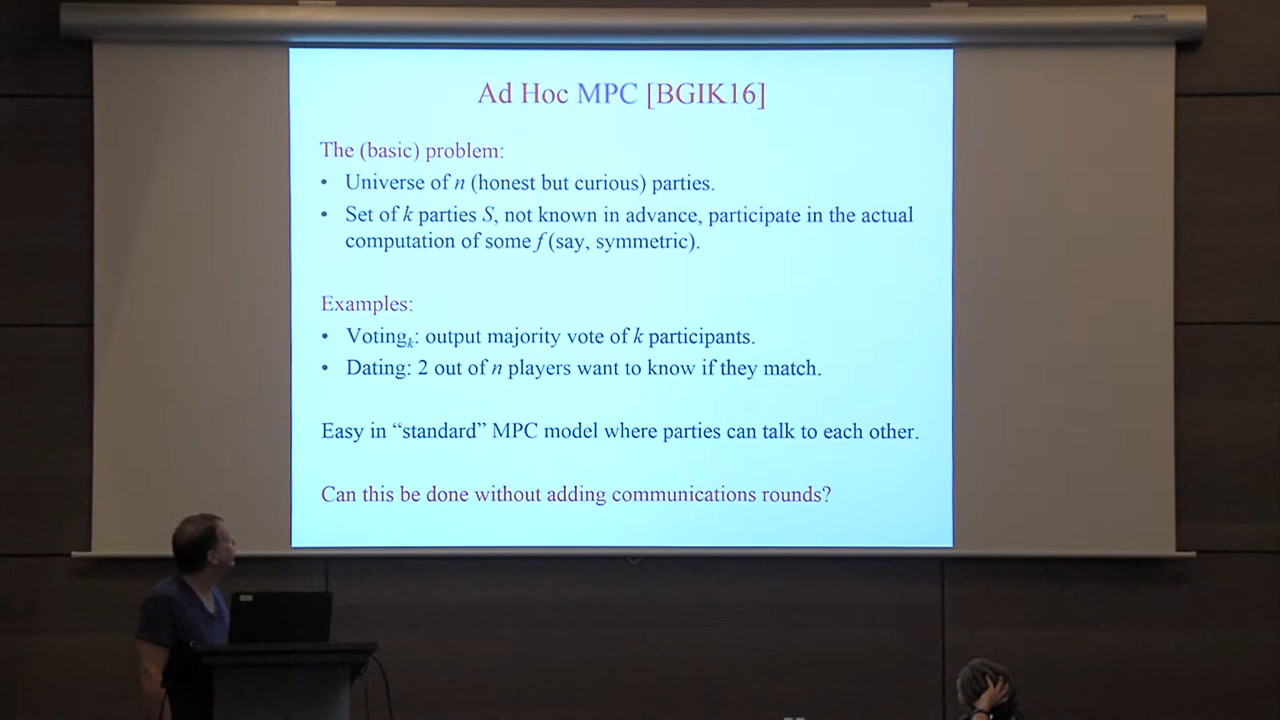 Ad Hoc MPC [BGIK16]
The (basic) problem:
• Universe of n (honest but curious) parties.
• Set of k parties S, not known in advance, participate in the actual
computation of some f (say, symmetric).
Examples:
• Votingₖ: output majority vote of k participants.
• Dating: 2 out of n players want to know if they match.
Easy in “standard” MPC model where parties can talk to each other.
Can this be done without adding communications rounds?